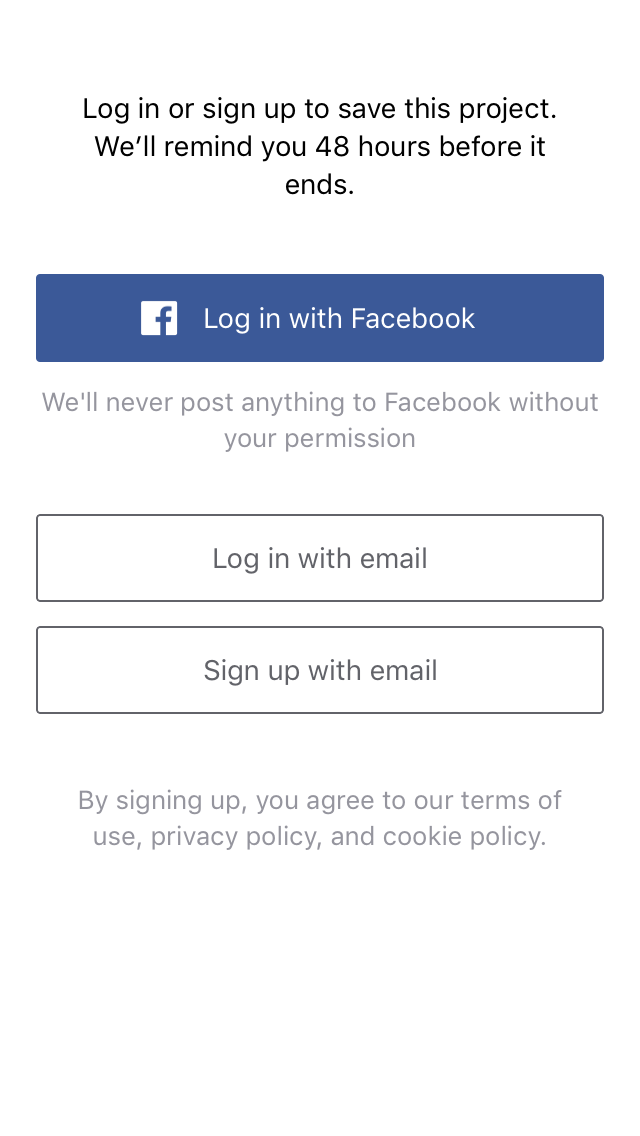 Log in or sign up to save this project.
We’ll remind you 48 hours before it
ends.
Log in with Facebook
We'll never post anything to Facebook without
your permission
Log in with email
Sign up with email
By signing up, you agree to our terms of
use, privacy policy, and cookie policy.